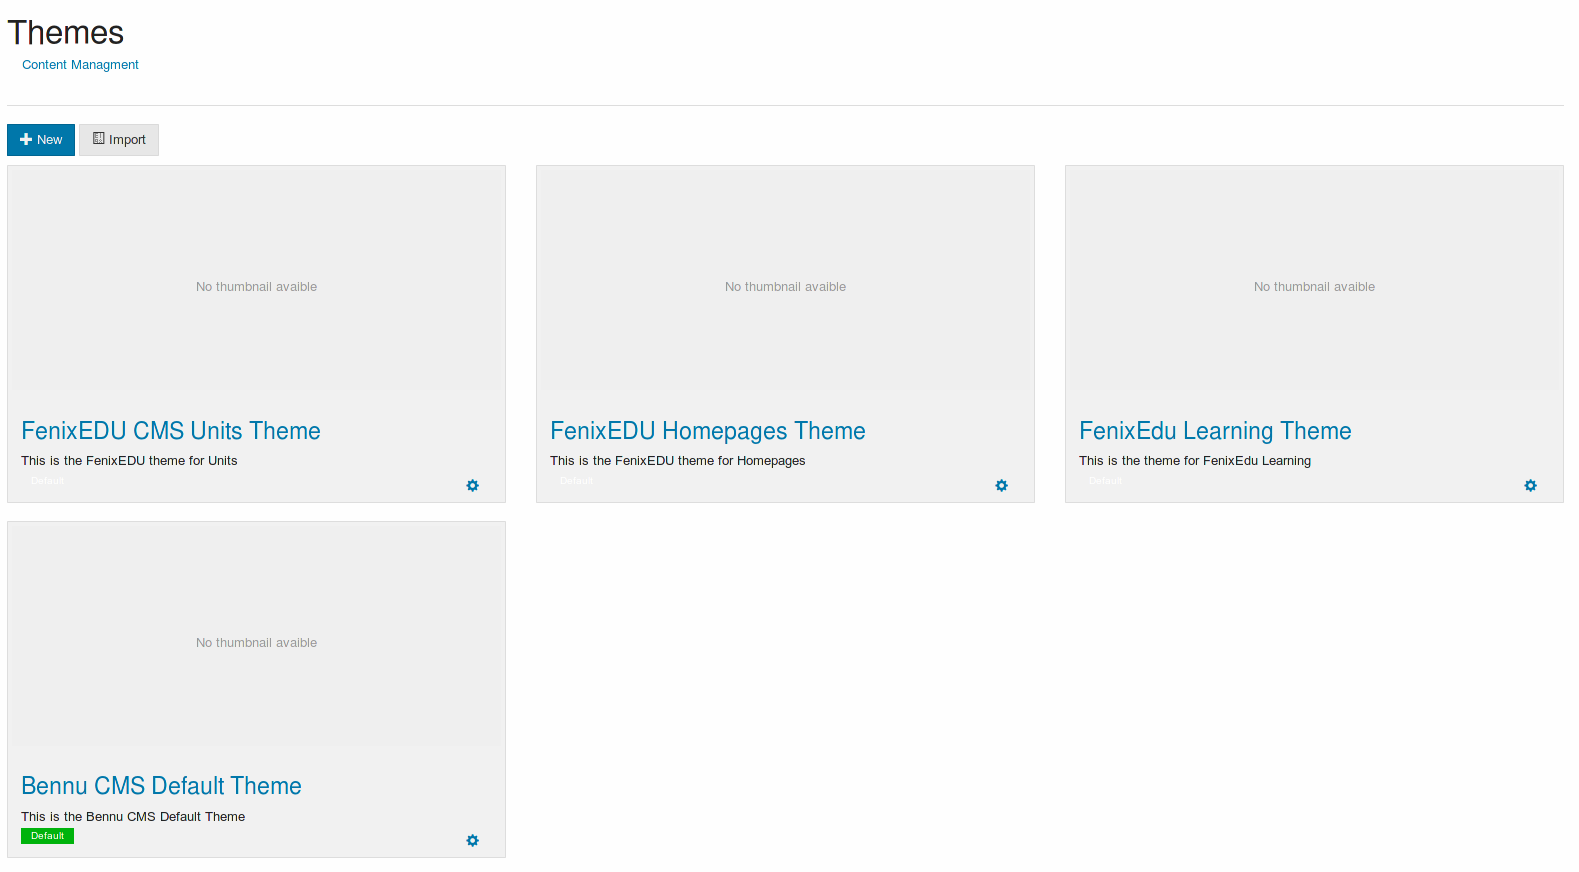 Themes
Content Managment
New
Import
No thumbnail avaible
No thumbnail avaible
No thumbnail avaible
FenixEDU CMS Units Theme
FenixEDU Homepages Theme
FenixEdu Learning Theme
This is the FenixEDU theme for Units
This is the FenixEDU theme for Homepages
This is the theme for FenixEdu Learning
Default
Default
Default
No thumbnail avaible
Bennu CMS Default Theme
This is the Bennu CMS Default Theme
Default